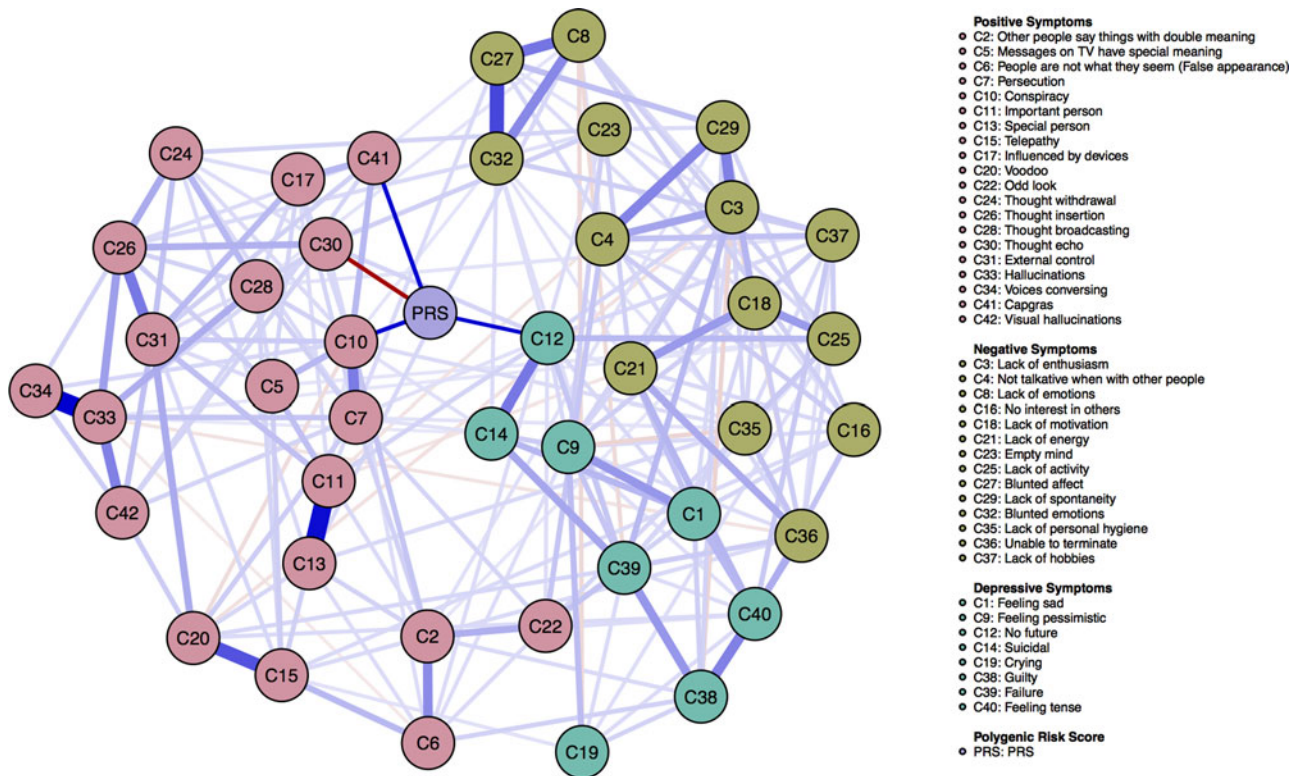 C8
C27
C23
C29
C24
C41
C32
C17
C3
C4
C37
C26
C30
C28
C18
PRS
C31
C10
C12
C25
C21
C34
C5
C33
C7
C14
C9
C35
C16
C11
C42
C1
C36
C13
C39
C40
C20
C2
C22
C15
C38
C6
C19
Positive Symptoms
C2: Other people say things with double meaning
C5: Messages on TV have special meaning
C6: People are not what they seem (False appearance)
C7: Persecution
C10: Conspiracy
C11: Important person
C13: Special person
C15: Telepathy
C17: Influenced by devices
C20: Voodoo
C22: Odd look
C24: Thought withdrawal
C26: Thought insertion
C28: Thought broadcasting
C30: Thought echo
C31: External control
C33: Hallucinations
C34: Voices conversing
C41: Capgras
C42: Visual hallucinations
Negative Symptoms
C3: Lack of enthusiasm
C4: Not talkative when with other people
C8: Lack of emotions
C16: No interest in others
C18: Lack of motivation
C21: Lack of energy
C23: Empty mind
C25: Lack of activity
C27: Blunted affect
C29: Lack of spontaneity
C32: Blunted emotions
C35: Lack of personal hygiene
C36: Unable to terminate
C37: Lack of hobbies
Depressive Symptoms
C1: Feeling sad
C9: Feeling pessimistic
C12: No future
C14: Suicidal
C19: Crying
C38: Guilty
C39: Failure
C40: Feeling tense
Polygenic Risk Score
PRS: PRS